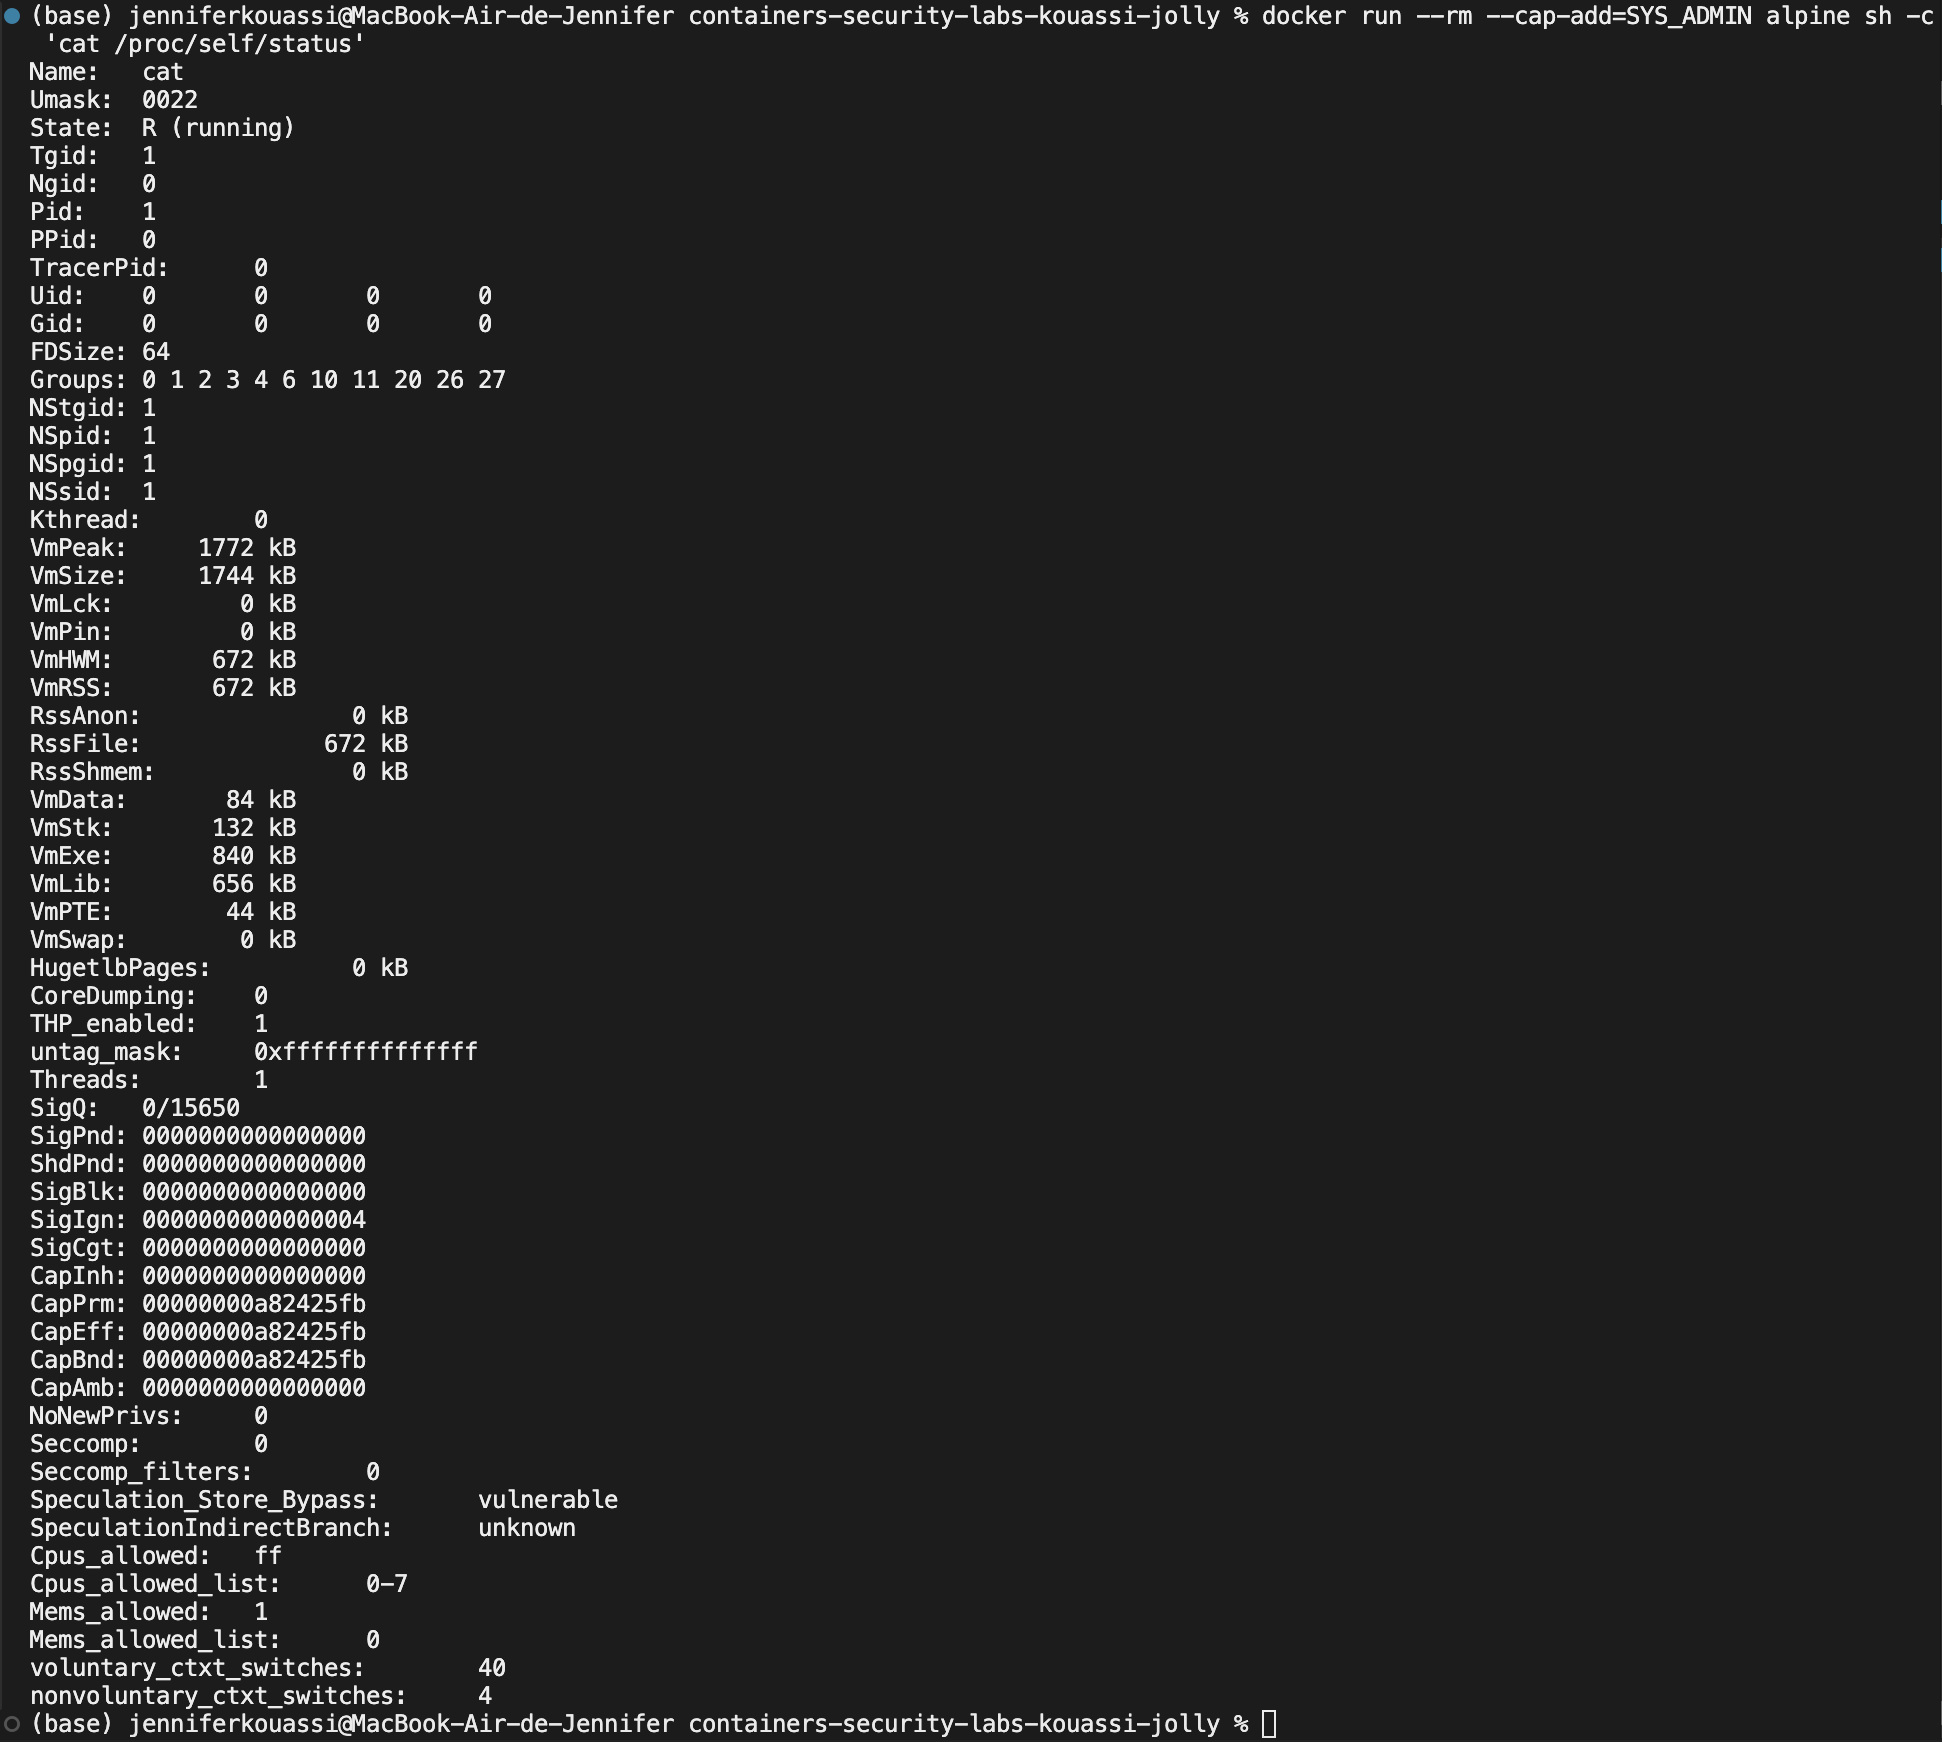 (base) jenniferkouassi@MacBook-Air-de-Jennifer containers-security-labs-kouassi-jolly % docker run --rm --cap-add=SYS_ADMIN alpine sh -c
'cat /proc/self/status'
Name:	cat
Umask:	0022
State:	R (running)
Tgid:	1
Ngid:	0
Pid:	1
PPid:	0
TracerPid:	0
Uid:	0	0	0	0
Gid:	0	0	0	0
FDSize:	64
Groups:	0 1 2 3 4 6 10 11 20 26 27
NStgid:	1
NSpid:	1
NSpgid:	1
NSsid:	1
Kthread:	0
VmPeak:	1772 kB
VmSize:	1744 kB
VmLck:	0 kB
VmPin:	0 kB
VmHWM:	672 kB
VmRSS:	672 kB
RssAnon:	0 kB
RssFile:	672 kB
RssShmem:	0 kB
VmData:	84 kB
VmStk:	132 kB
VmExe:	840 kB
VmLib:	656 kB
VmPTE:	44 kB
VmSwap:	0 kB
HugetlbPages:	0 kB
CoreDumping:	0
THP_enabled:	1
untag_mask:	0xffffffffffffff
Threads:	1
SigQ:	0/15650
SigPnd:	0000000000000000
ShdPnd:	0000000000000000
SigBlk:	0000000000000000
SigIgn:	0000000000000004
SigCgt:	0000000000000000
CapInh:	0000000000000000
CapPrm:	00000000a82425fb
CapEff:	00000000a82425fb
CapBnd:	00000000a82425fb
CapAmb:	0000000000000000
NoNewPrivs:	0
Seccomp:	0
Seccomp_filters:	0
Speculation_Store_Bypass:	vulnerable
SpeculationIndirectBranch:	unknown
Cpus_allowed:	ff
Cpus_allowed_list:	0-7
Mems_allowed:	1
Mems_allowed_list:	0
voluntary_ctxt_switches:	40
nonvoluntary_ctxt_switches:	4
(base) jenniferkouassi@MacBook-Air-de-Jennifer containers-security-labs-kouassi-jolly %